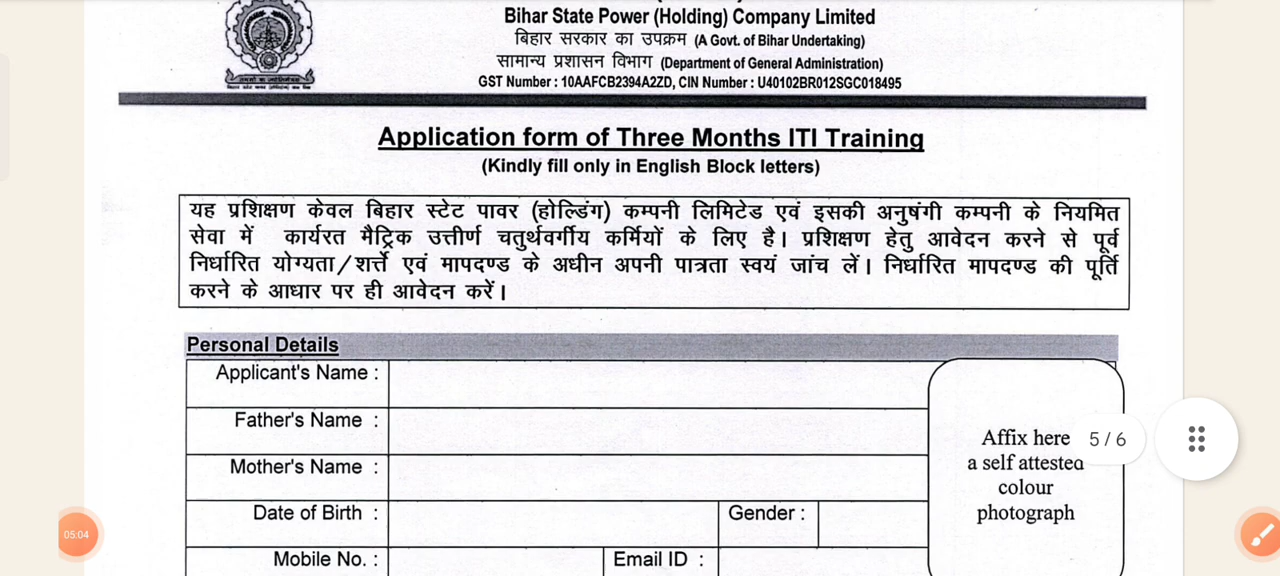 Bihar State Power (Holding) Company Limited
बिहार सरकार का उपक्रम (A Govt. of Bihar Undertaking)
सामान्य प्रशासन विभाग (Department of General Administration)
GST Number : 10AAFCB2394A2ZD, CIN Number : U40102BR012SGC018495
Application form of Three Months ITI Training
(Kindly fill only in English Block letters)
यह प्रशिक्षण केवल बिहार स्टेट पावर (होल्डिंग) कम्पनी लिमिटेड एवं इसकी अनुषंगी कम्पनी के नियमित
सेवा में कार्यरत मैट्रिक उत्तीर्ण चतुर्थवर्गीय कर्मियों के लिए है। प्रशिक्षण हेतु आवेदन करने से पूर्व
निर्धारित योग्यता/शर्त्ते एवं मापदण्ड के अधीन अपनी पात्रता स्वयं जांच लें। निर्धारित मापदण्ड की पूर्ति
करने के आधार पर ही आवेदन करें।
Personal Details
Applicant's Name :
Father's Name :
Mother's Name :
Date of Birth : Gender :
Mobile No. : Email ID :
Affix here
a self attested
colour
photograph
5 / 6
05:04